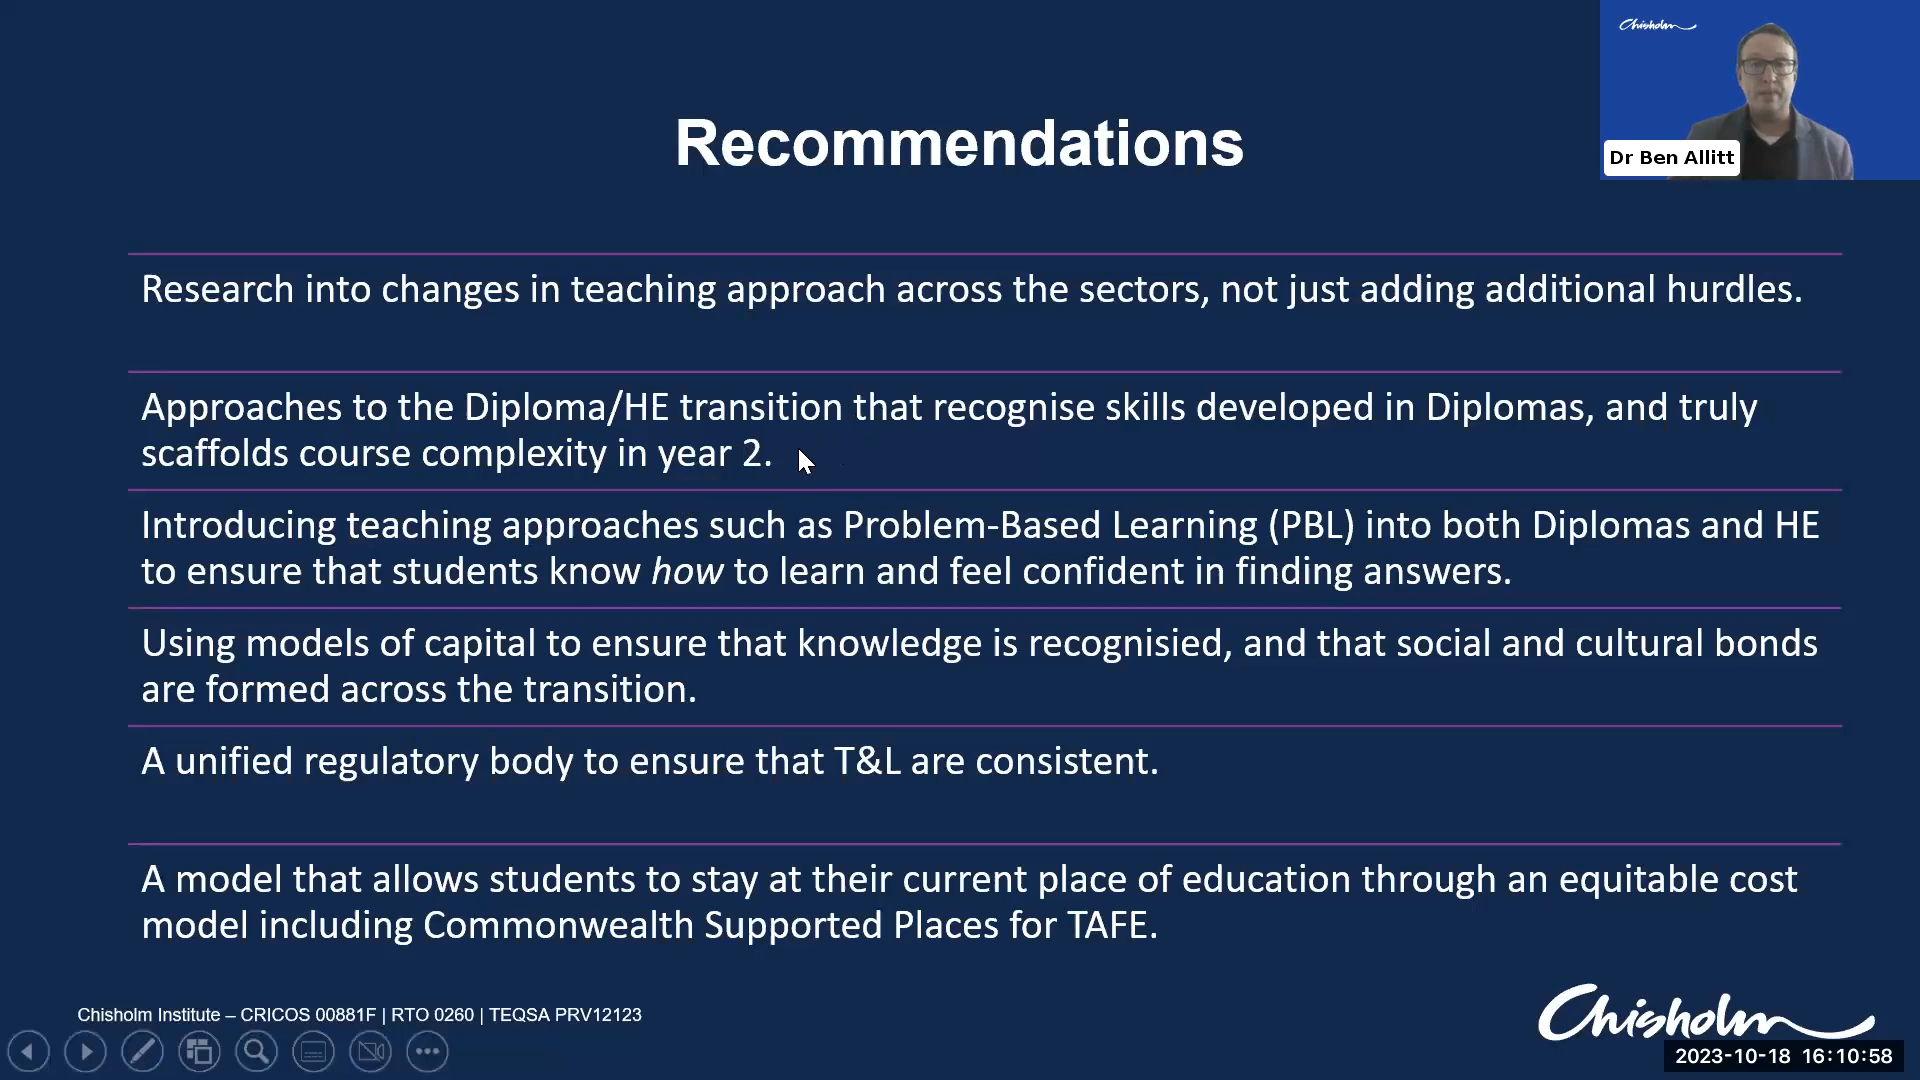 Chisholm
Dr Ben Allitt
Recommendations
Research into changes in teaching approach across the sectors, not just adding additional hurdles.
Approaches to the Diploma/HE transition that recognise skills developed in Diplomas, and truly
scaffolds course complexity in year 2.
Introducing teaching approaches such as Problem-Based Learning (PBL) into both Diplomas and HE
to ensure that students know how to learn and feel confident in finding answers.
Using models of capital to ensure that knowledge is recognisied, and that social and cultural bonds
are formed across the transition.
A unified regulatory body to ensure that T&L are consistent.
A model that allows students to stay at their current place of education through an equitable cost
model including Commonwealth Supported Places for TAFE.
Chisholm Institute – CRICOS 00881F | RTO 0260 | TEQSA PRV12123
Chisholm
2023-10-18 16:10:58